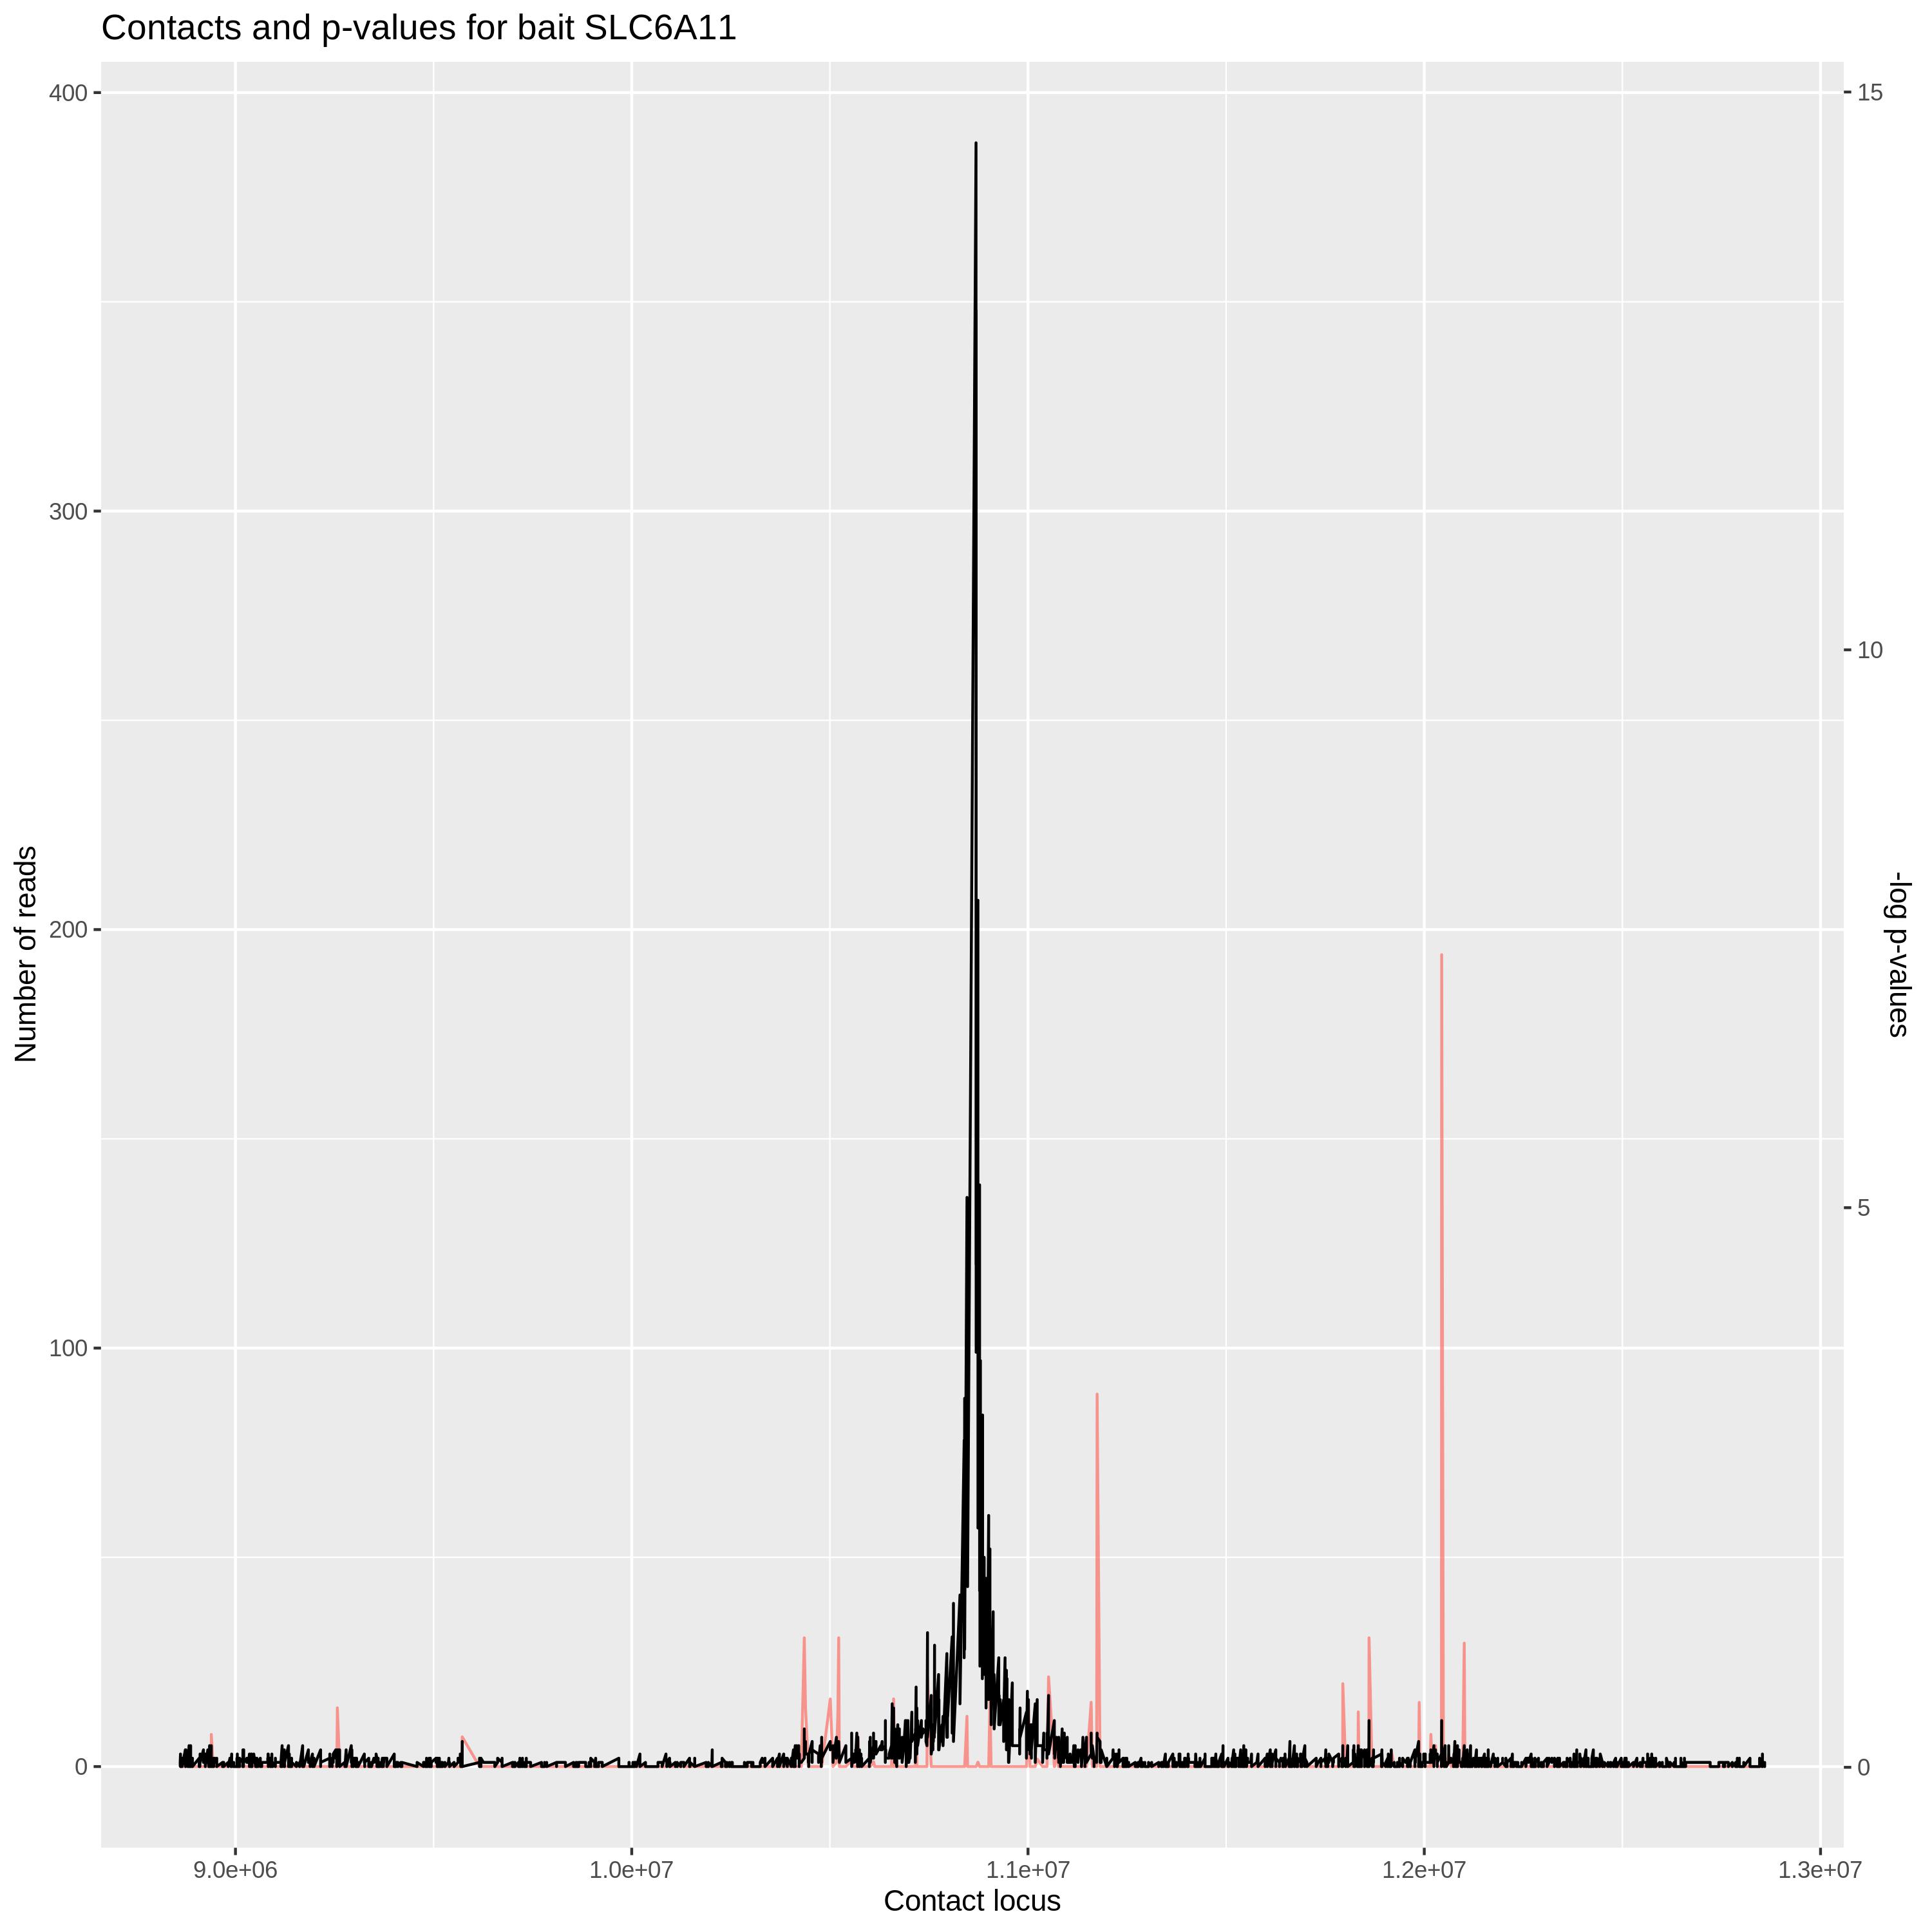 Contacts and p-values for bait SLC6A11
400
300
200
100
0
Number of reads
15
10
5
0
-log p-values
9.0e+06
1.0e+07
1.1e+07
1.2e+07
1.3e+07
Contact locus